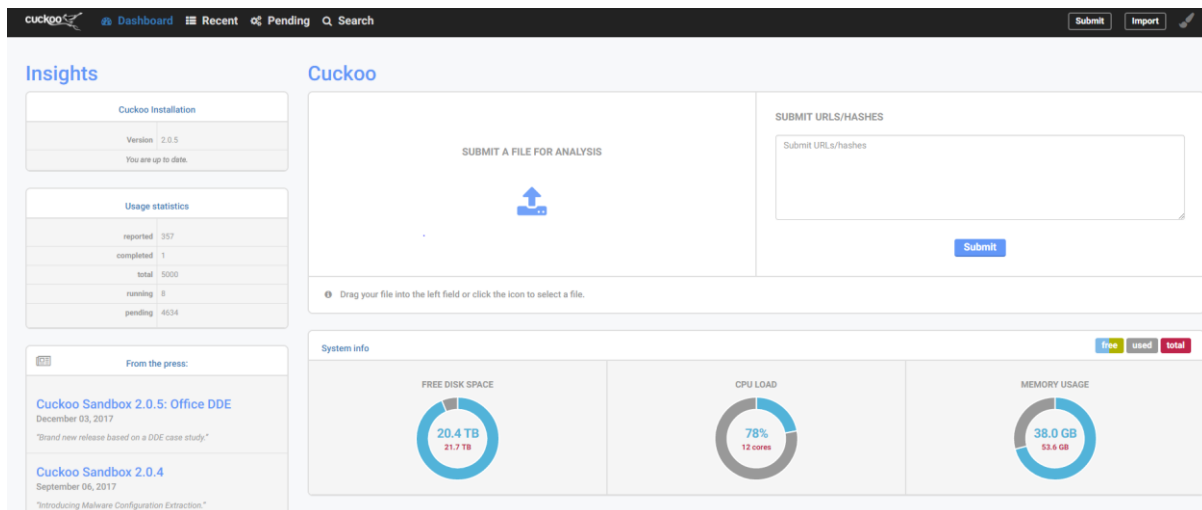 cuckoo Dashboard Recent Pending Search Submit Import
Insights
Cuckoo Installation
Version 2.0.5
You are up to date.
Usage statistics
reported 357
completed 1
total 5000
running 8
pending 4634
From the press:
Cuckoo Sandbox 2.0.5: Office DDE
December 03, 2017
"Brand new release based on a DDE case study."
Cuckoo Sandbox 2.0.4
September 06, 2017
"Introducing Malware Configuration Extraction."
Cuckoo
SUBMIT A FILE FOR ANALYSIS
SUBMIT URLS/HASHES
Submit URLs/hashes
Submit
Drag your file into the left field or click the icon to select a file.
System info
free used total
FREE DISK SPACE
20.4 TB
21.7 TB
CPU LOAD
78%
12 cores
MEMORY USAGE
38.0 GB
53.6 GB